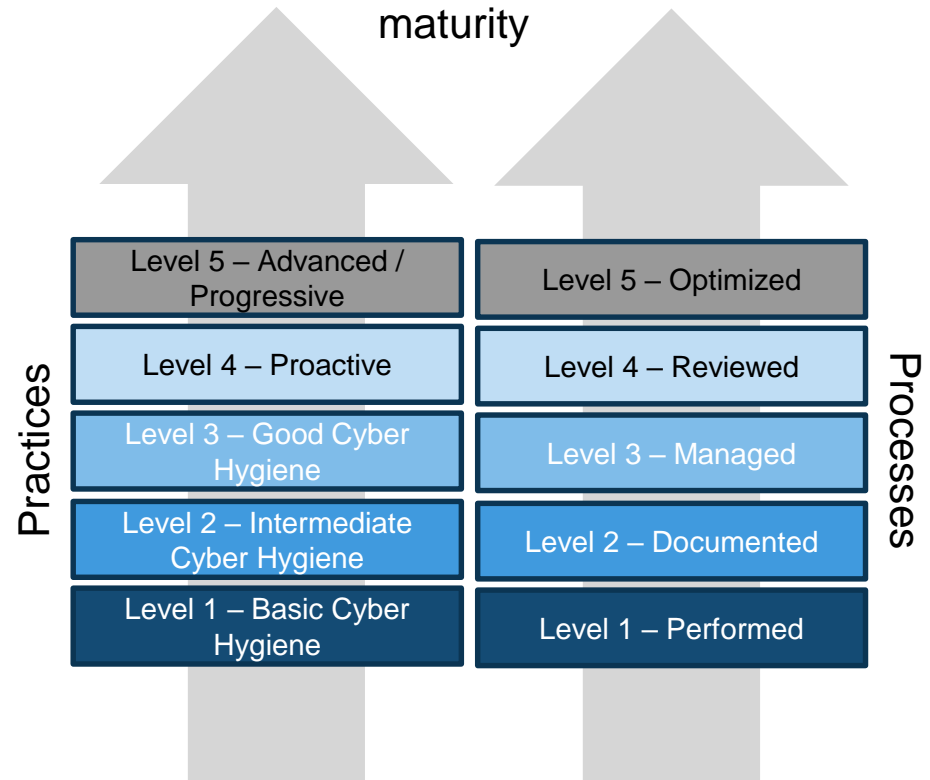 maturity
Practices
Level 5 – Advanced /
Progressive
Level 4 – Proactive
Level 3 – Good Cyber
Hygiene
Level 2 – Intermediate
Cyber Hygiene
Level 1 – Basic Cyber
Hygiene
Level 5 – Optimized
Level 4 – Reviewed
Level 3 – Managed
Level 2 – Documented
Level 1 – Performed
Processes